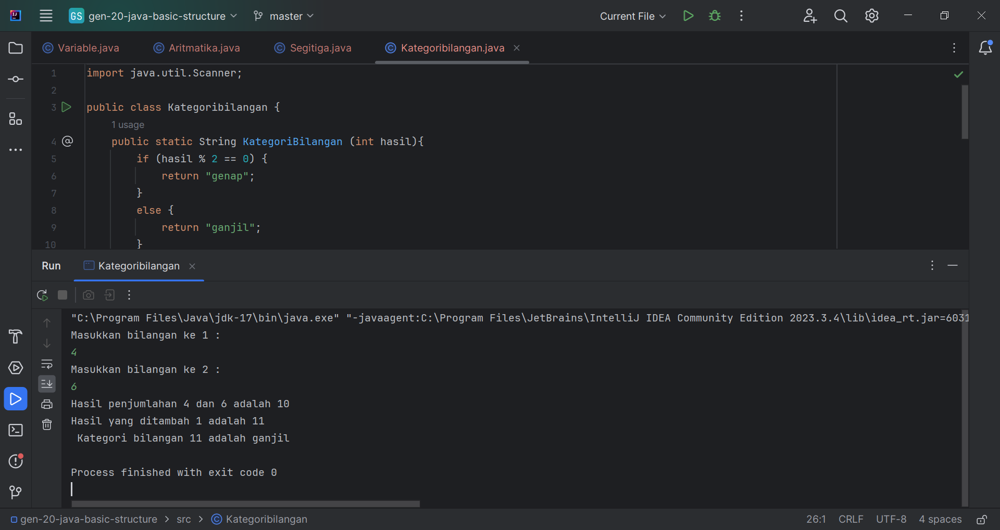 GS gen-20-java-basic-structure master Current File
Variable.java Aritmatika.java Segitiga.java Kategoribilangan.java
1 import java.util.Scanner;
2
3 public class Kategoribilangan {
1 usage
4 @ public static String KategoriBilangan (int hasil){
5 if (hasil % 2 == 0) {
6 return "genap";
7 }
8 else {
9 return "ganjil";
10 }
Run Kategoribilangan
"C:\Program Files\Java\jdk-17\bin\java.exe" "-javaagent:C:\Program Files\JetBrains\IntelliJ IDEA Community Edition 2023.3.4\lib\idea_rt.jar=6031
Masukkan bilangan ke 1 :
4
Masukkan bilangan ke 2 :
6
Hasil penjumlahan 4 dan 6 adalah 10
Hasil yang ditambah 1 adalah 11
Kategori bilangan 11 adalah ganjil
Process finished with exit code 0
gen-20-java-basic-structure > src > Kategoribilangan 26:1 CRLF UTF-8 4 spaces